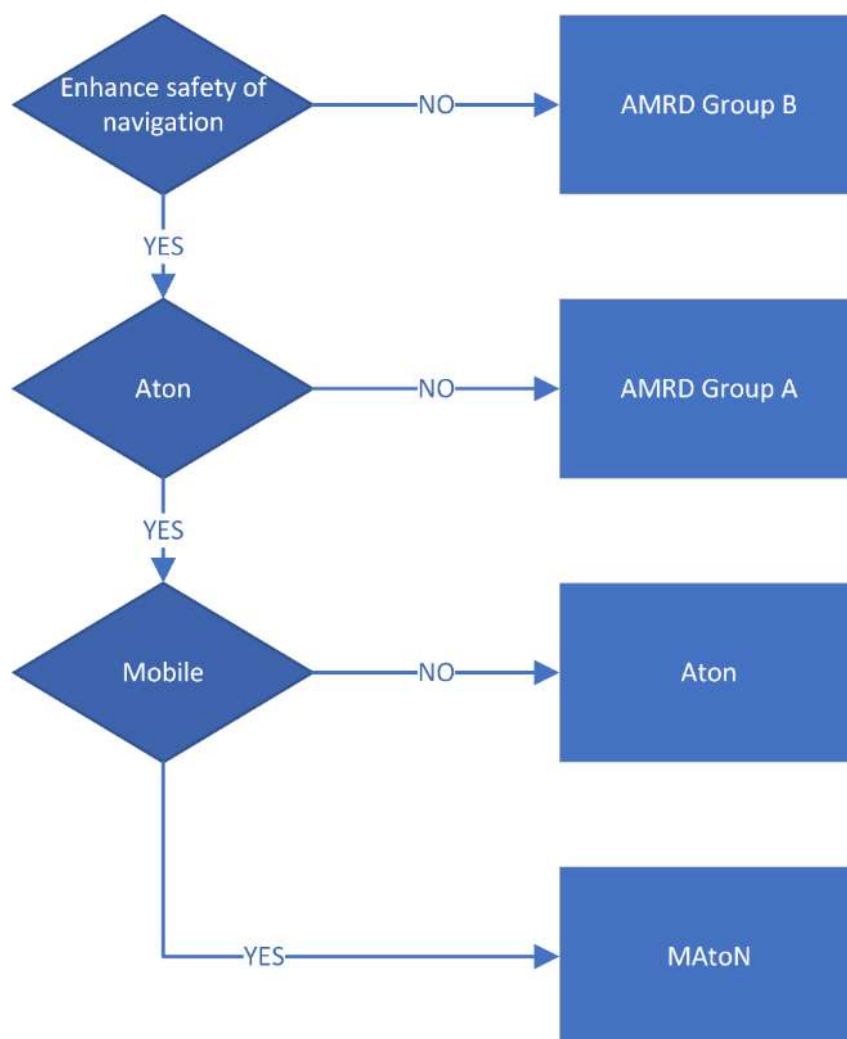 Enhance safety of
navigation
NO
AMRD Group B
YES
Aton
NO
AMRD Group A
YES
Mobile
NO
Aton
YES
MAtoN